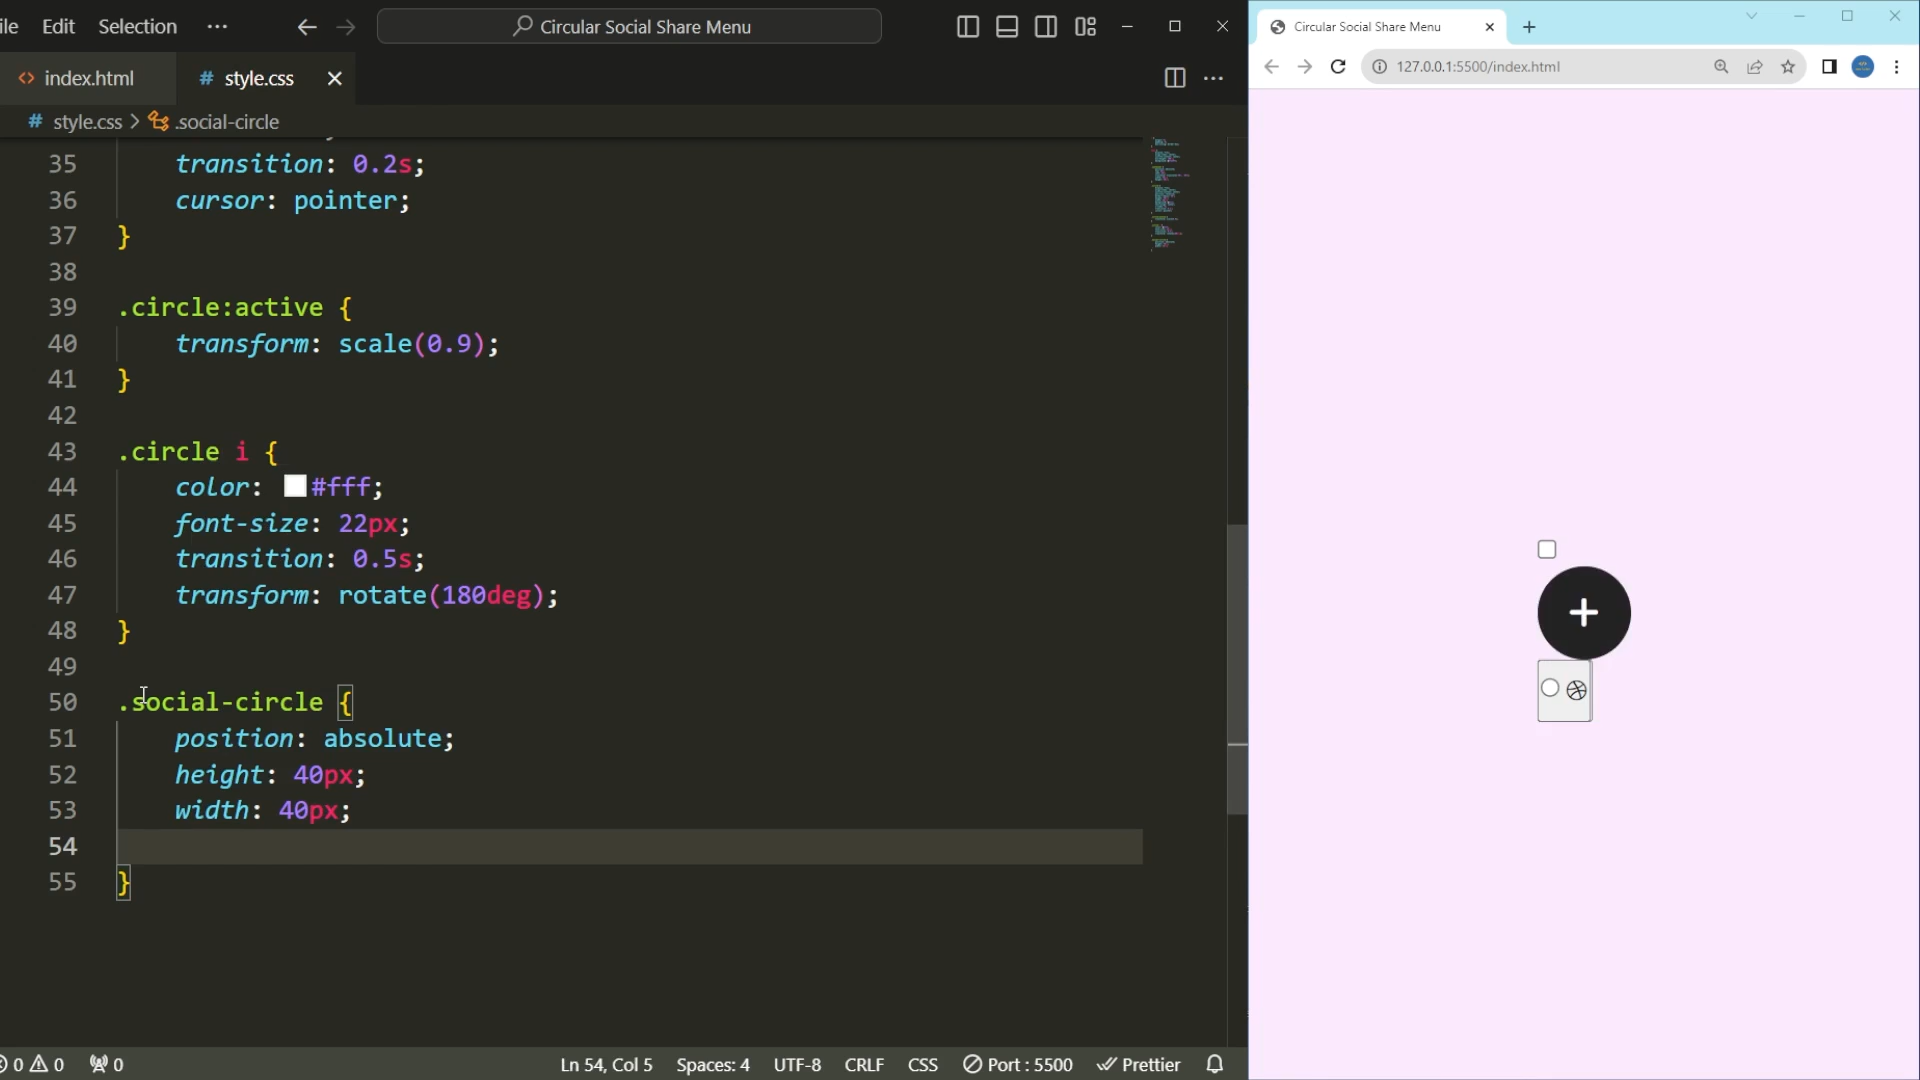 ile Edit Selection ··· Circular Social Share Menu
index.html # style.css
# style.css > .social-circle
35 transition: 0.2s;
36 cursor: pointer;
37 }
38
39 .circle:active {
40 transform: scale(0.9);
41 }
42
43 .circle i {
44 color: #fff;
45 font-size: 22px;
46 transition: 0.5s;
47 transform: rotate(180deg);
48 }
49
50 .social-circle {
51 position: absolute;
52 height: 40px;
53 width: 40px;
54
55 }
0 0 0 Ln 54, Col 5 Spaces: 4 UTF-8 CRLF CSS Port : 5500 Prettier
Circular Social Share Menu
127.0.0.1:5500/index.html